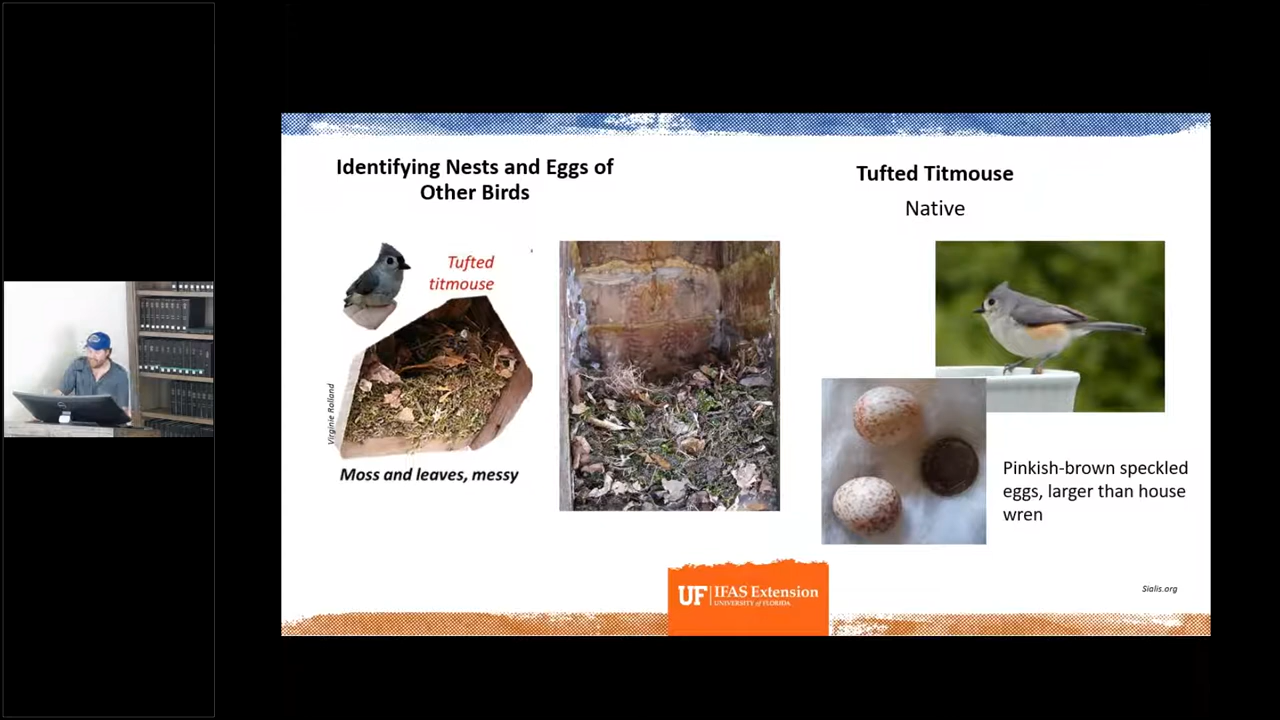 Identifying Nests and Eggs of
Other Birds
Tufted
titmouse
Virginie Rolland
Moss and leaves, messy
Tufted Titmouse
Native
Pinkish-brown speckled
eggs, larger than house
wren
Sialis.org
UF IFAS Extension
UNIVERSITY of FLORIDA